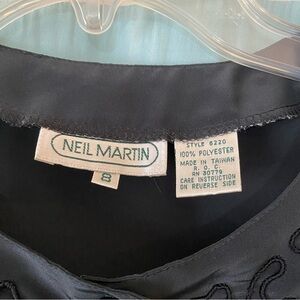 NEIL MARTIN
8
STYLE 6220
100% POLYESTER
MADE IN TAIWAN
R. O. C.
RN 30779
CARE INSTRUCTION
ON REVERSE SIDE